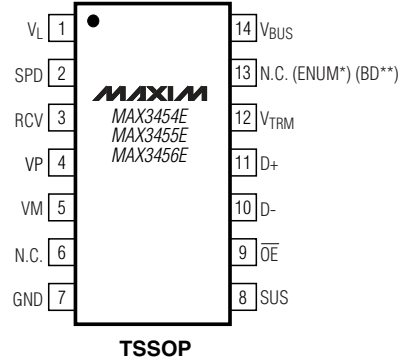 VL 1
SPD 2
RCV 3
VP 4
VM 5
N.C. 6
GND 7
MAXIM
MAX3454E
MAX3455E
MAX3456E
14 VBUS
13 N.C. (ENUM*) (BD**)
12 VTRM
11 D+
10 D-
9 O̅E̅
8 SUS
TSSOP